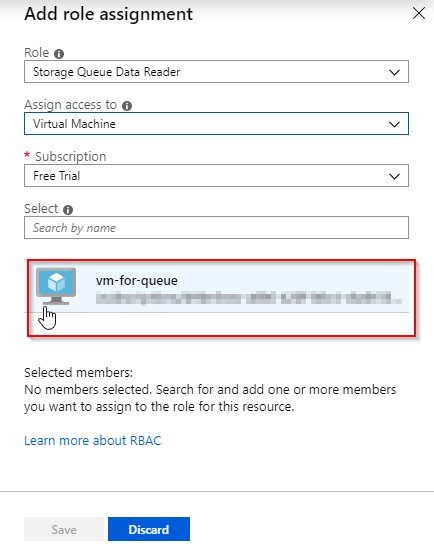 Add role assignment
Role
Storage Queue Data Reader
Assign access to
Virtual Machine
* Subscription
Free Trial
Select
Search by name
vm-for-queue
Selected members:
No members selected. Search for and add one or more members
you want to assign to the role for this resource.
Learn more about RBAC
Save
Discard